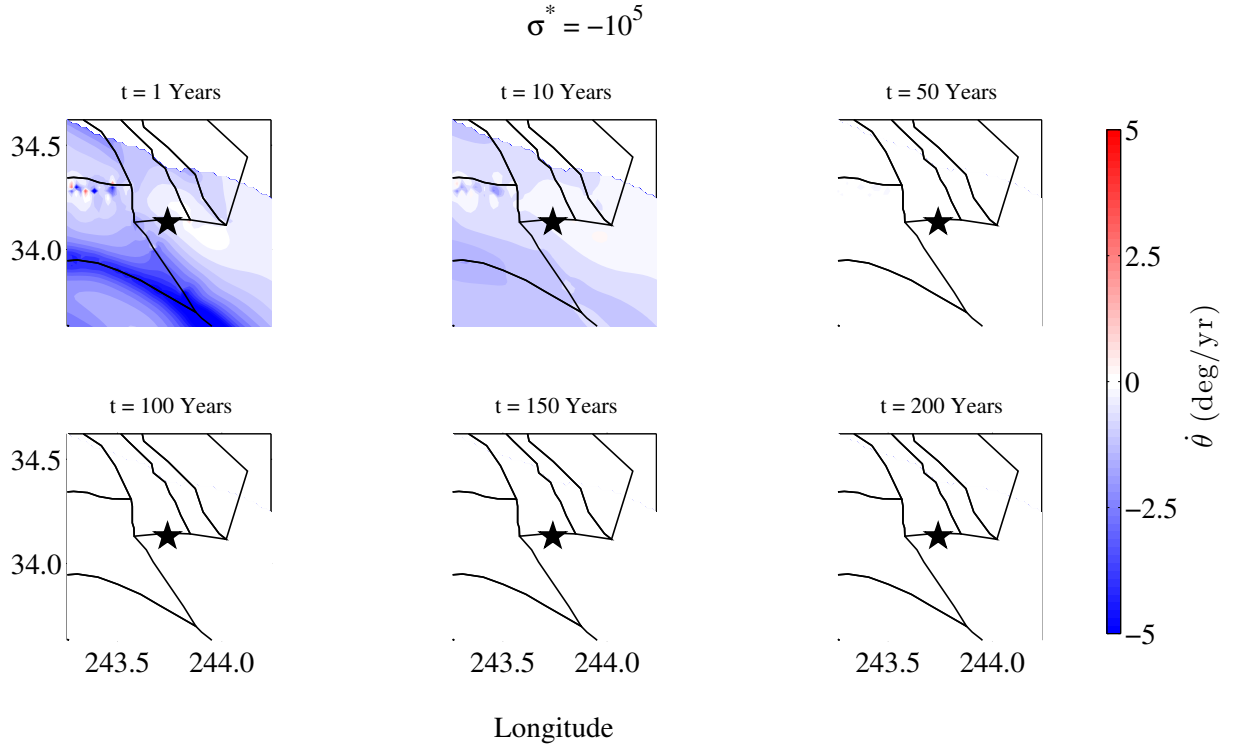 σ* = −10⁵
t = 1 Years
t = 10 Years
t = 50 Years
34.5
34.0
t = 100 Years
t = 150 Years
t = 200 Years
34.5
34.0
243.5 244.0
243.5 244.0
243.5 244.0
Longitude
5
2.5
0
−2.5
−5
θ̇ (deg/yr)